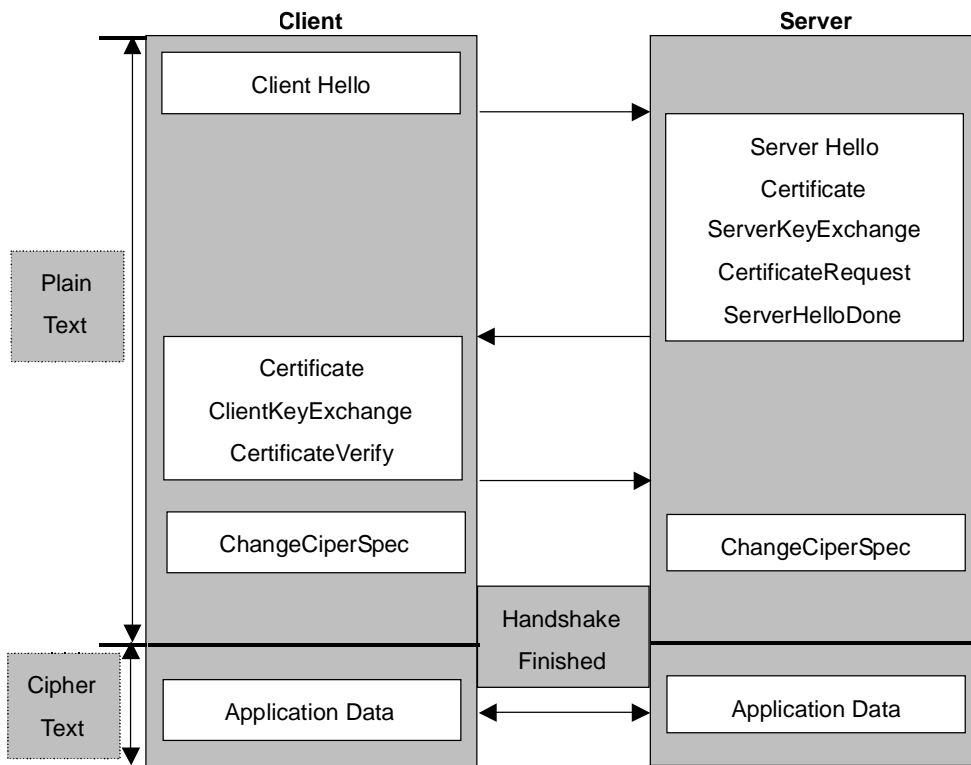 Client
Server
Client Hello
Server Hello
Certificate
ServerKeyExchange
CertificateRequest
ServerHelloDone
Plain
Text
Certificate
ClientKeyExchange
CertificateVerify
ChangeCiperSpec
ChangeCiperSpec
Handshake
Finished
Cipher
Text
Application Data
Application Data